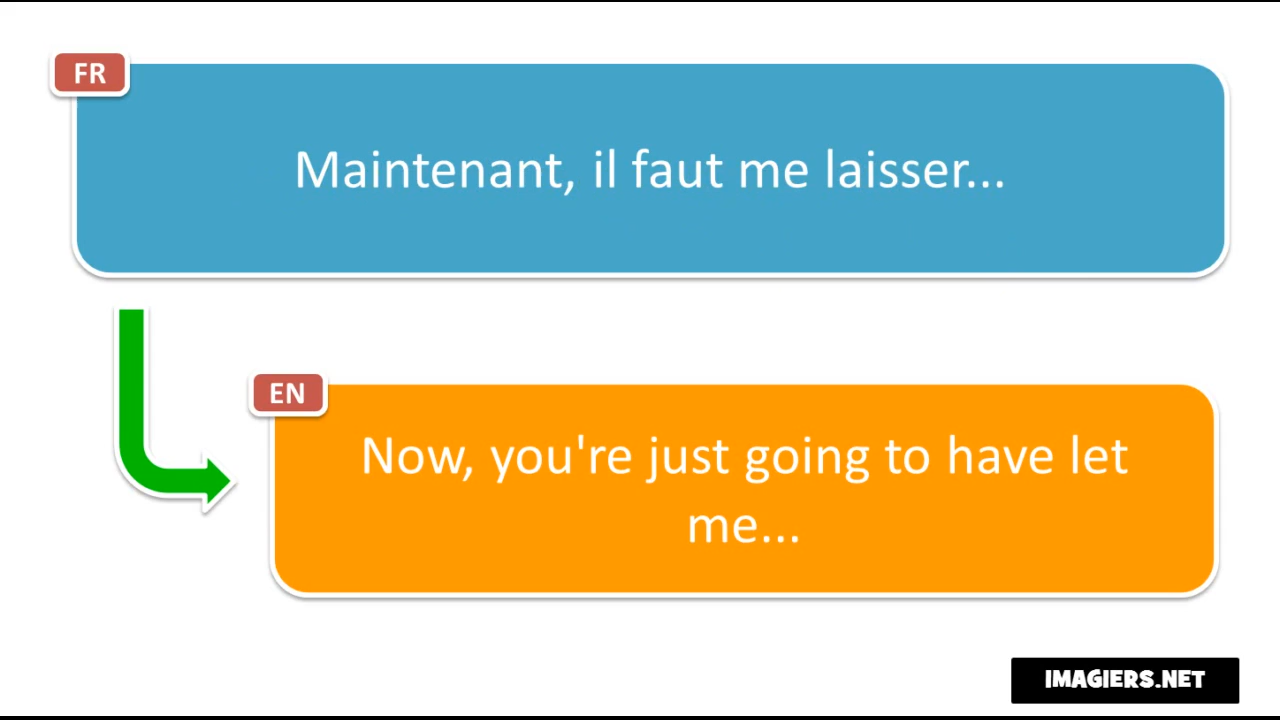 FR
Maintenant, il faut me laisser...
EN
Now, you're just going to have let
me...
IMAGIERS.NET